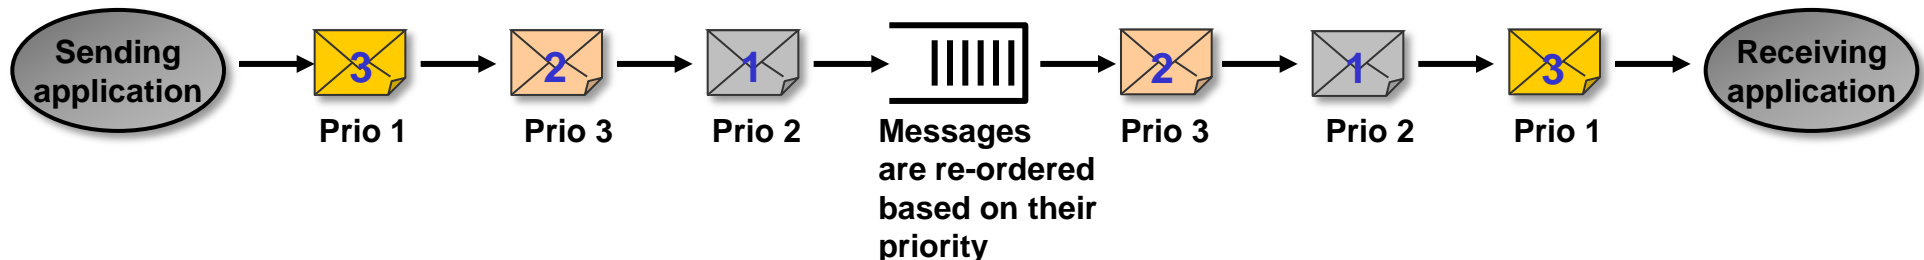 Sending
application
3
Prio 1
2
Prio 3
1
Prio 2
Messages
are re-ordered
based on their
priority
2
Prio 3
1
Prio 2
3
Prio 1
Receiving
application